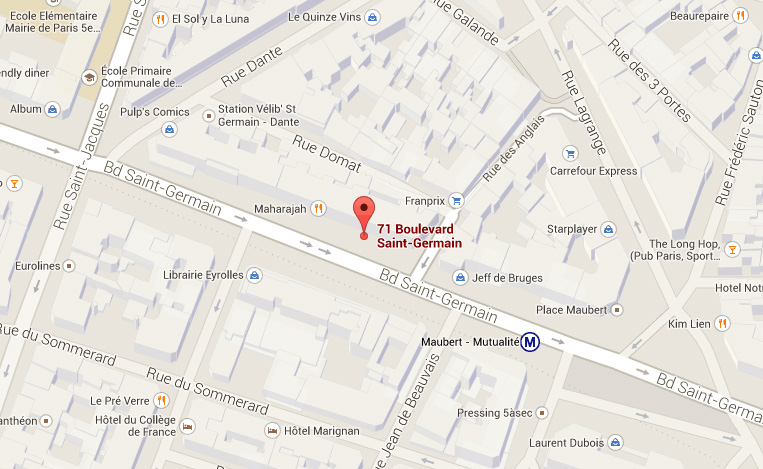 Ecole Elémentaire
Mairie de Paris 5e...
El Sol y La Luna
Le Quinze Vins
Beaurepaire
Rue Galande
Rue des 3 Portes
Rue Dante
Rue Lagrange
Rue Frédéric Sauton
endly diner
École Primaire
Communale de...
Album
Pulp's Comics
Station Vélib' St
Germain - Dante
Rue Saint-Jacques
Rue Domat
Rue des Anglais
Carrefour Express
Bd Saint-Germain
Maharajah
Franprix
71 Boulevard
Saint-Germain
Starplayer
The Long Hop,
(Pub Paris, Sport...
Eurolines
Librairie Eyrolles
Bd Saint-Germain
Jeff de Bruges
Hotel Notr
Place Maubert
Kim Lien
Rue du Sommerard
Maubert - Mutualité
M
Rue du Sommerard
Bd Saint-Germain
Le Pré Verre
Jean de Beauvais
Pressing 5àsec
anthéon
Hôtel du Collège
de France
Hôtel Marignan
Laurent Dubois